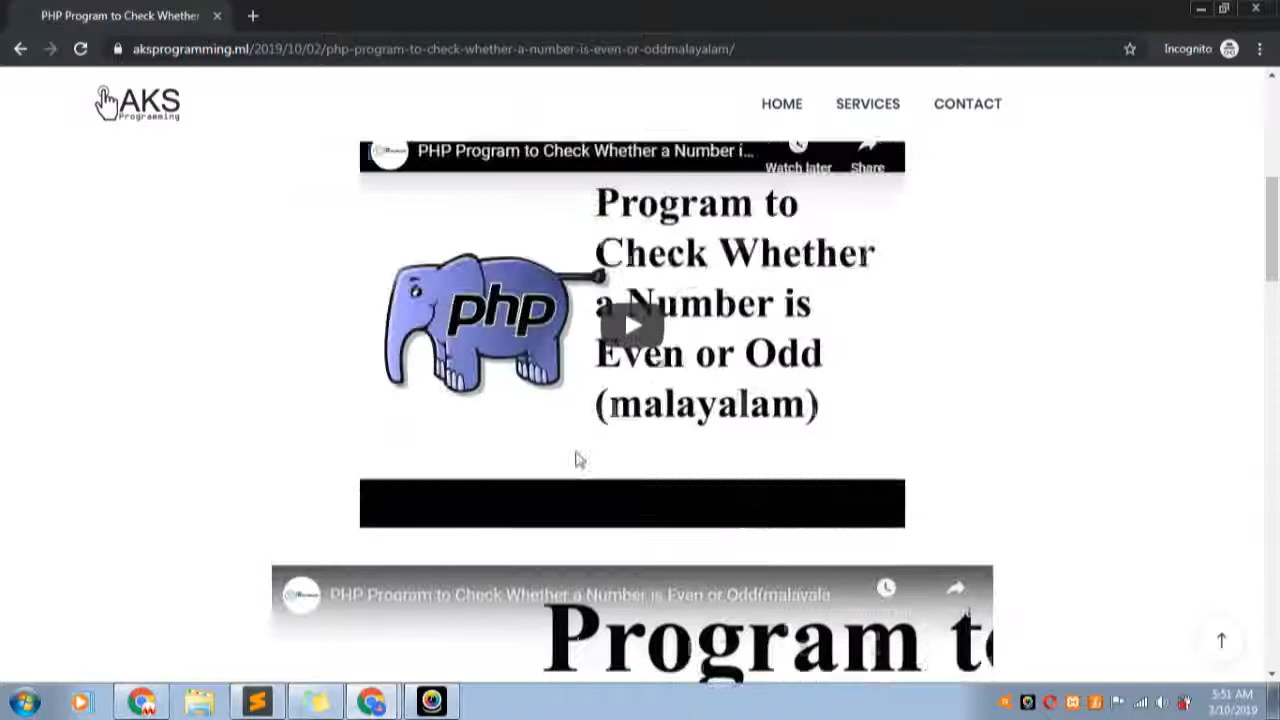 PHP Program to Check Whether
aksprogramming.ml/2019/10/02/php-program-to-check-whether-a-number-is-even-or-oddmalayalam/
Incognito
AKS
Programming
HOME
SERVICES
CONTACT
PHP Program to Check Whether a Number i...
Watch later
Share
php
Program to
Check Whether
a Number is
Even or Odd
(malayalam)
PHP Program to Check Whether a Number is Even or Odd(malayala
Program to
5:51 AM
3/10/2019